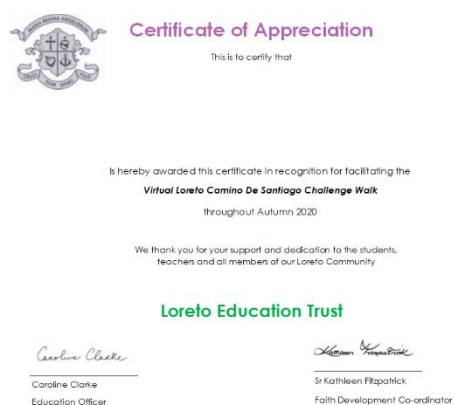 MARIA REGINA ANGELORUM
Certificate of Appreciation
This is to certify that
Is hereby awarded this certificate in recognition for facilitating the
Virtual Loreto Camino De Santiago Challenge Walk
throughout Autumn 2020
We thank you for your support and dedication to the students,
teachers and all members of our Loreto Community
Loreto Education Trust
Caroline Clarke
Kathleen Fitzpatrick
Caroline Clarke
Sr Kathleen Fitzpatrick
Education Officer
Faith Development Co-ordinator